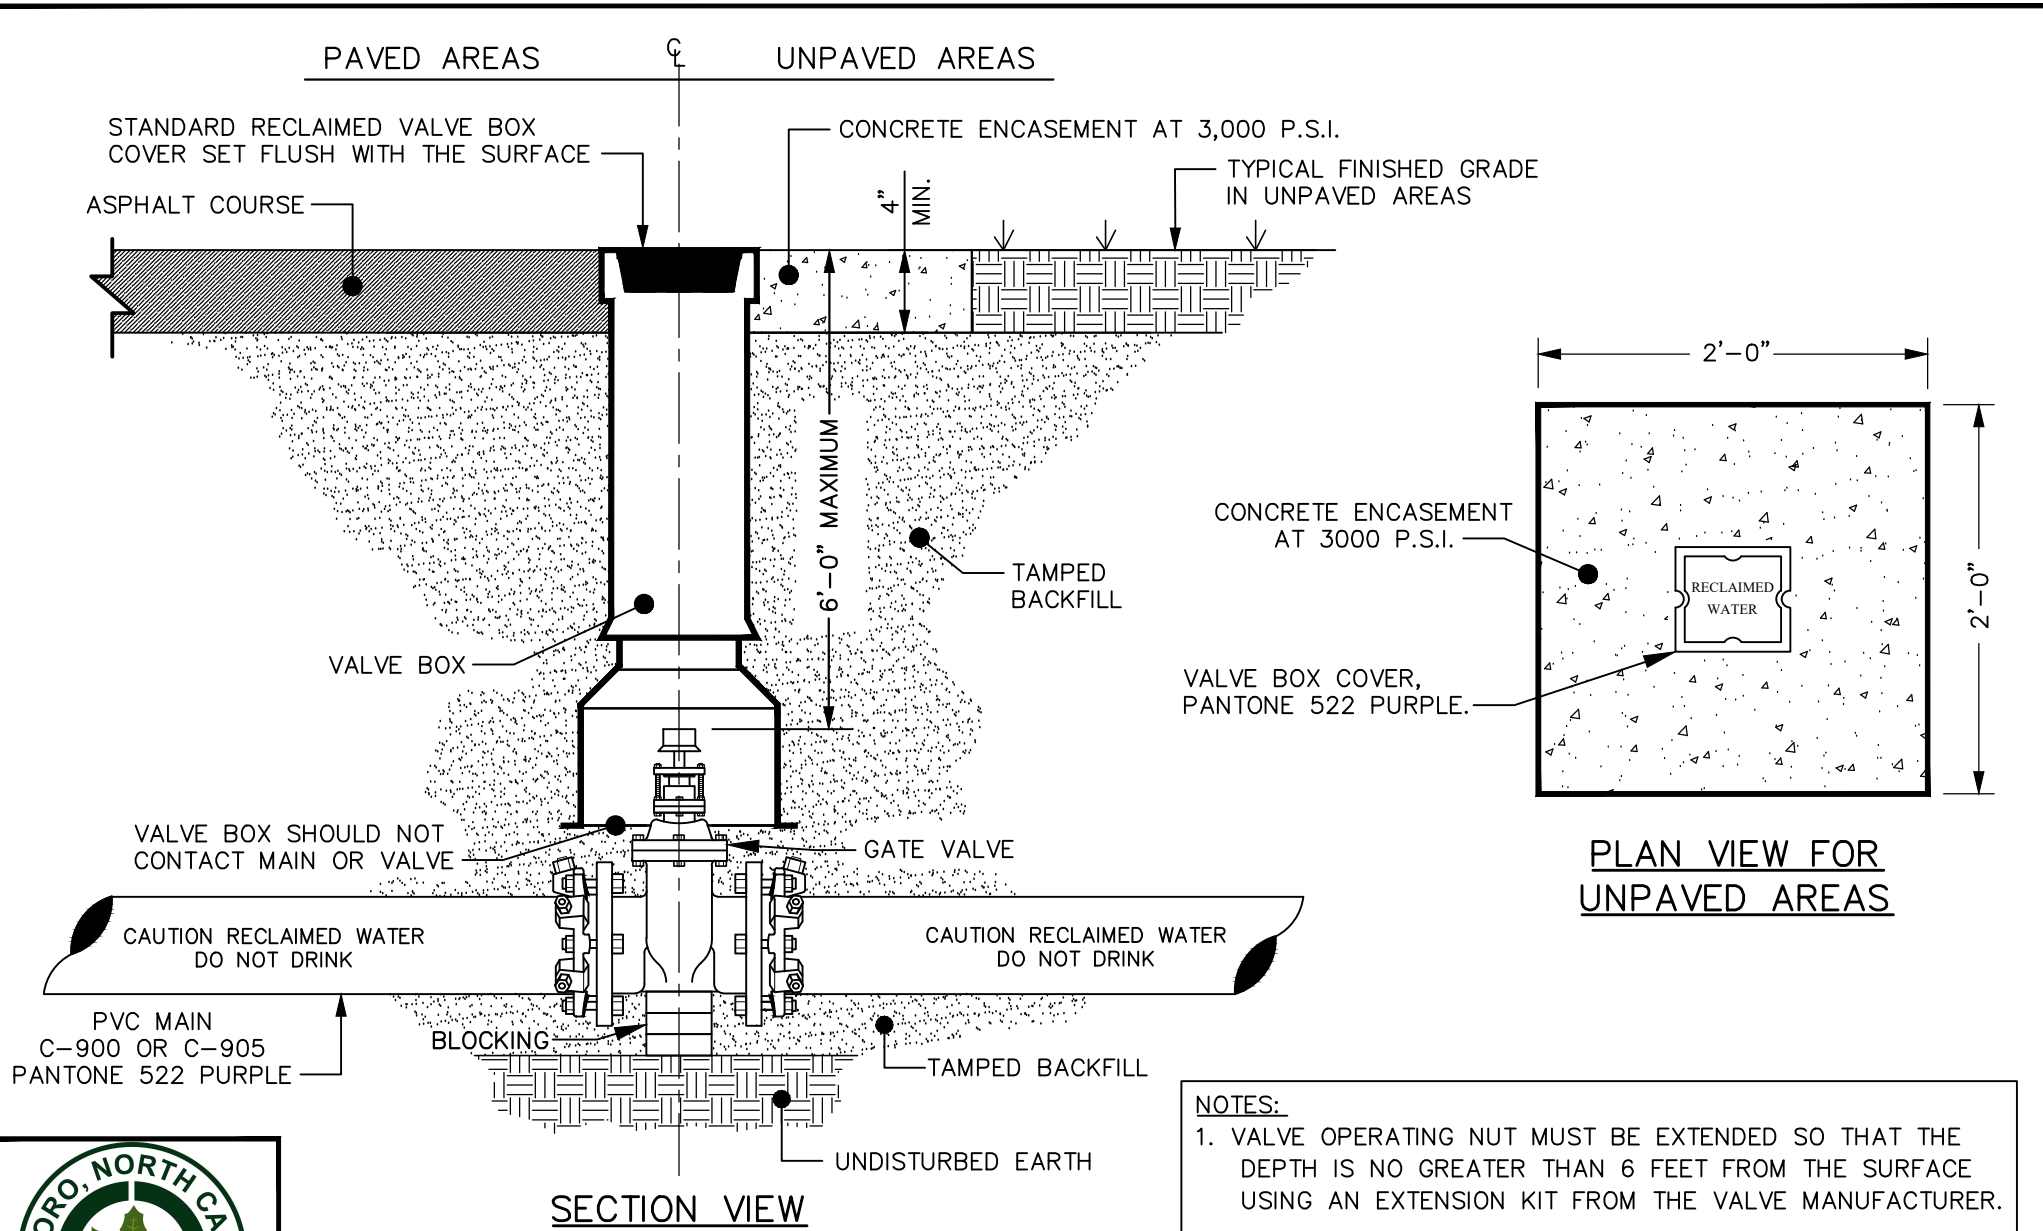 PAVED AREAS
℄
UNPAVED AREAS
STANDARD RECLAIMED VALVE BOX
COVER SET FLUSH WITH THE SURFACE
ASPHALT COURSE
CONCRETE ENCASEMENT AT 3,000 P.S.I.
TYPICAL FINISHED GRADE
IN UNPAVED AREAS
4"
MIN.
6'-0" MAXIMUM
TAMPED
BACKFILL
VALVE BOX
VALVE BOX SHOULD NOT
CONTACT MAIN OR VALVE
GATE VALVE
CAUTION RECLAIMED WATER
DO NOT DRINK
CAUTION RECLAIMED WATER
DO NOT DRINK
PVC MAIN
C-900 OR C-905
PANTONE 522 PURPLE
BLOCKING
TAMPED BACKFILL
UNDISTURBED EARTH
SECTION VIEW
2'-0"
2'-0"
CONCRETE ENCASEMENT
AT 3000 P.S.I.
RECLAIMED
WATER
VALVE BOX COVER,
PANTONE 522 PURPLE.
PLAN VIEW FOR
UNPAVED AREAS
NOTES:
1. VALVE OPERATING NUT MUST BE EXTENDED SO THAT THE
DEPTH IS NO GREATER THAN 6 FEET FROM THE SURFACE
USING AN EXTENSION KIT FROM THE VALVE MANUFACTURER.
ORO, NORTH CA